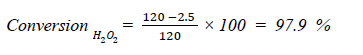 Conversion H₂O₂ = (120 −2.5)/120 × 100 = 97.9 %